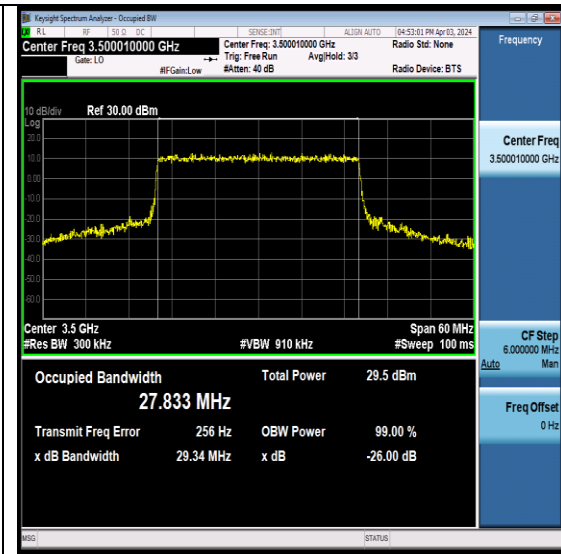 Keysight Spectrum Analyzer - Occupied BW
RL RF 50 Ω DC SENSE:INT ALIGN AUTO 04:53:01 PM Apr 03, 2024
Center Freq 3.500010000 GHz
Center Freq: 3.500010000 GHz
Radio Std: None
Gate: LO
Trig: Free Run Avg|Hold: 3/3
#IFGain:Low
#Atten: 40 dB
Radio Device: BTS
Frequency
10 dB/div Ref 30.00 dBm
Log
20.0
10.0
0.00
-10.0
-20.0
-30.0
-40.0
-50.0
-60.0
Center 3.5 GHz Span 60 MHz
#Res BW 300 kHz #VBW 910 kHz #Sweep 100 ms
Occupied Bandwidth Total Power 29.5 dBm
27.833 MHz
Transmit Freq Error 256 Hz OBW Power 99.00 %
x dB Bandwidth 29.34 MHz x dB -26.00 dB
Center Freq
3.500010000 GHz
CF Step
6.000000 MHz
Auto Man
Freq Offset
0 Hz
MSG STATUS